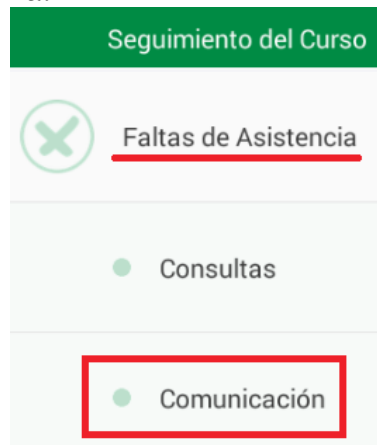 Seguimiento del Curso
Faltas de Asistencia
Consultas
Comunicación